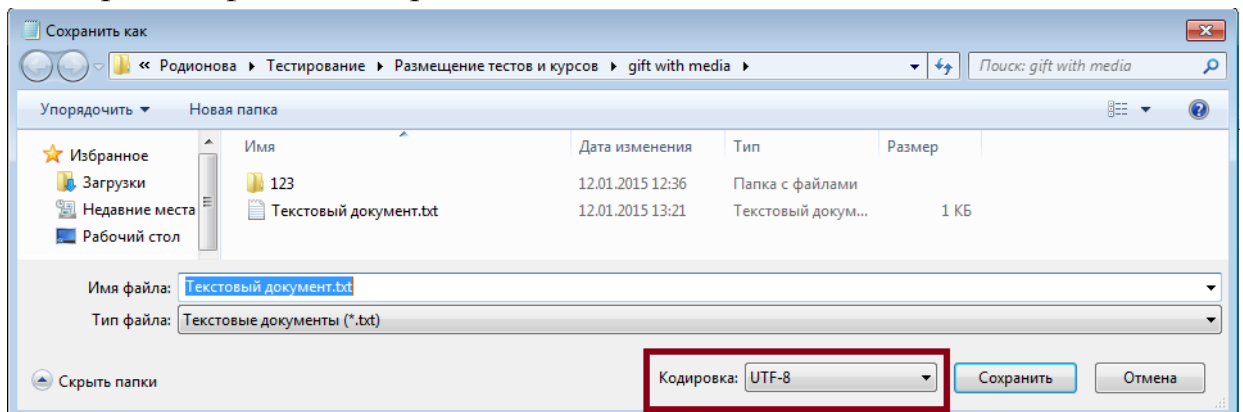 Сохранить как
« Родионова ▸ Тестирование ▸ Размещение тестов и курсов ▸ gift with media ▸ Поиск: gift with media
Упорядочить Новая папка
Избранное Имя Дата изменения Тип Размер
Загрузки 123 12.01.2015 12:36 Папка с файлами
Недавние места Текстовый документ.txt 12.01.2015 13:21 Текстовый докум... 1 КБ
Рабочий стол
Имя файла: Текстовый документ.txt
Тип файла: Текстовые документы (*.txt)
Скрыть папки Кодировка: UTF-8 Сохранить Отмена